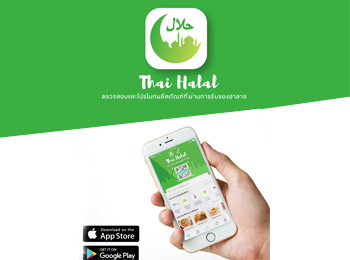 حلال
Thai Halal
ตรวจสอบและโปรโมทผลิตภัณฑ์ที่ผ่านการรับรองฮาลาล
Thai Halal
Download on the
App Store
GET IT ON
Google Play